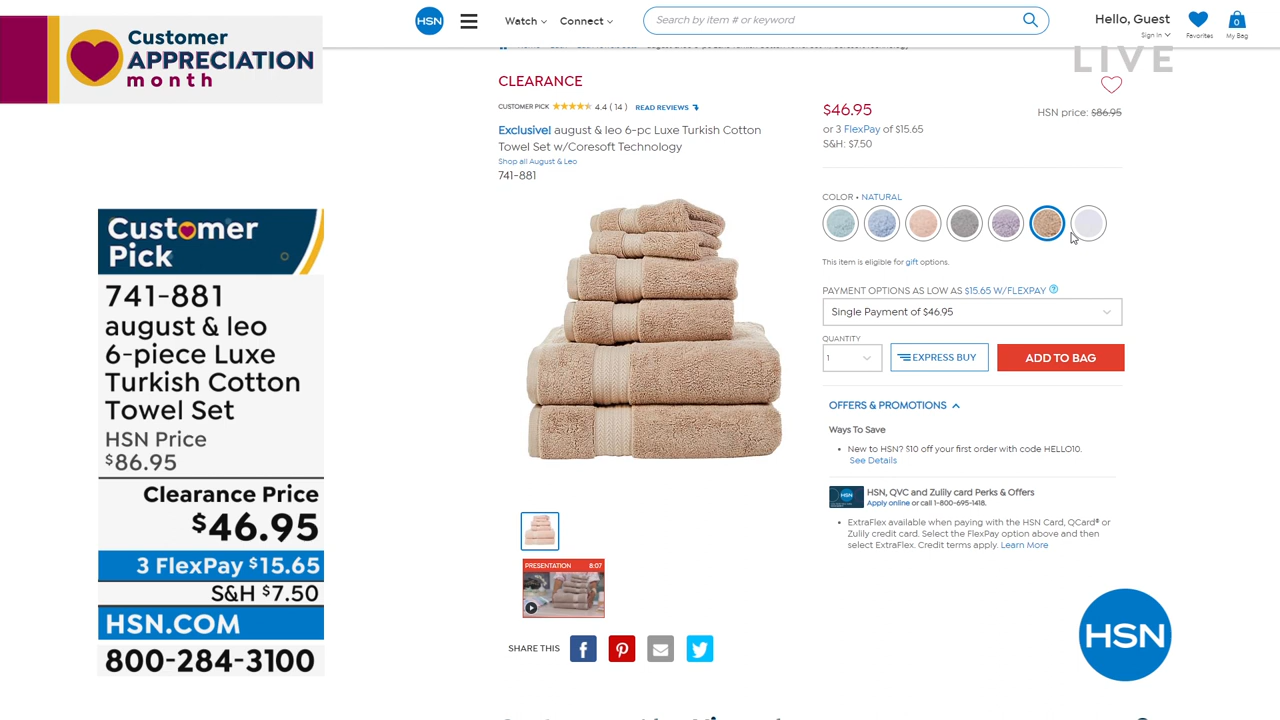 Customer
APPRECIATION
month
HSN
Watch
Connect
Search by item # or keyword
Hello, Guest
Sign In
Favorites
0
My Bag
LIVE
CLEARANCE
CUSTOMER PICK 4.4 ( 14 ) READ REVIEWS
Exclusive! august & leo 6-pc Luxe Turkish Cotton
Towel Set w/Coresoft Technology
Shop all August & Leo
741-881
$46.95
HSN price: $86.95
or 3 FlexPay of $15.65
S&H: $7.50
COLOR • NATURAL
This item is eligible for gift options.
PAYMENT OPTIONS AS LOW AS $15.65 W/FLEXPAY ?
Single Payment of $46.95
QUANTITY
1
EXPRESS BUY
ADD TO BAG
OFFERS & PROMOTIONS
Ways To Save
• New to HSN? $10 off your first order with code HELLO10.
See Details
HSN
HSN, QVC and Zulily card Perks & Offers
Apply online or call 1-800-695-1418.
• ExtraFlex available when paying with the HSN Card, QCard® or
Zulily credit card. Select the FlexPay option above and then
select ExtraFlex. Credit terms apply. Learn More
PRESENTATION 8:07
SHARE THIS
Customer
Pick
741-881
august & leo
6-piece Luxe
Turkish Cotton
Towel Set
HSN Price
$86.95
Clearance Price
$46.95
3 FlexPay $15.65
S&H $7.50
HSN.COM
800-284-3100
HSN